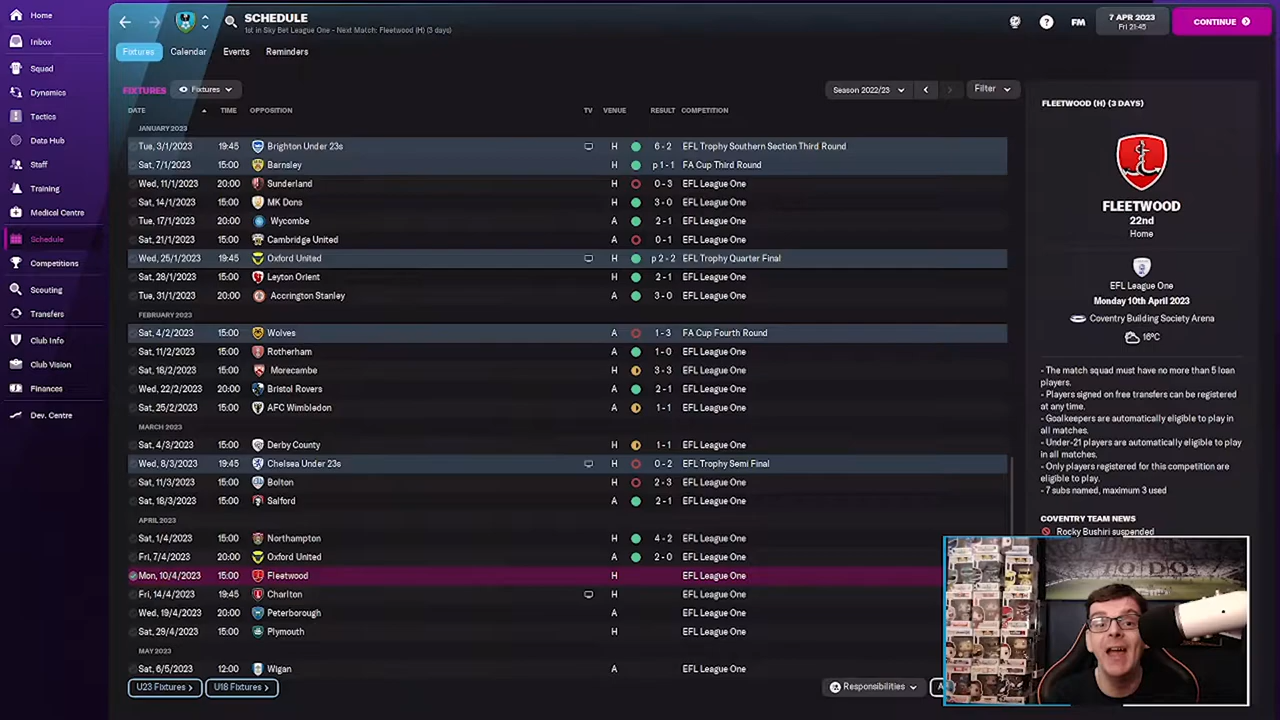 Home
Inbox
Squad
Dynamics
Tactics
Data Hub
Staff
Training
Medical Centre
Schedule
Competitions
Scouting
Transfers
Club Info
Club Vision
Finances
Dev. Centre
SCHEDULE
1st in Sky Bet League One - Next Match: Fleetwood (H) (3 days)
FM
7 APR 2023
Fri 21:45
CONTINUE
Fixtures Calendar Events Reminders
FIXTURES Fixtures Season 2022/23 Filter
DATE TIME OPPOSITION TV VENUE RESULT COMPETITION
JANUARY 2023
Tue, 3/1/2023 19:45 Brighton Under 23s H 6 - 2 EFL Trophy Southern Section Third Round
Sat, 7/1/2023 15:00 Barnsley H p 1 - 1 FA Cup Third Round
Wed, 11/1/2023 20:00 Sunderland H 0 - 3 EFL League One
Sat, 14/1/2023 15:00 MK Dons H 3 - 0 EFL League One
Tue, 17/1/2023 20:00 Wycombe A 2 - 1 EFL League One
Sat, 21/1/2023 15:00 Cambridge United A 0 - 1 EFL League One
Wed, 25/1/2023 19:45 Oxford United H p 2 - 2 EFL Trophy Quarter Final
Sat, 28/1/2023 15:00 Leyton Orient H 2 - 1 EFL League One
Tue, 31/1/2023 20:00 Accrington Stanley A 3 - 0 EFL League One
FEBRUARY 2023
Sat, 4/2/2023 15:00 Wolves A 1 - 3 FA Cup Fourth Round
Sat, 11/2/2023 15:00 Rotherham A 1 - 0 EFL League One
Sat, 18/2/2023 15:00 Morecambe H 3 - 3 EFL League One
Wed, 22/2/2023 20:00 Bristol Rovers A 2 - 1 EFL League One
Sat, 25/2/2023 15:00 AFC Wimbledon A 1 - 1 EFL League One
MARCH 2023
Sat, 4/3/2023 15:00 Derby County H 1 - 1 EFL League One
Wed, 8/3/2023 19:45 Chelsea Under 23s H 0 - 2 EFL Trophy Semi Final
Sat, 11/3/2023 15:00 Bolton H 2 - 3 EFL League One
Sat, 18/3/2023 15:00 Salford A 2 - 1 EFL League One
APRIL 2023
Sat, 1/4/2023 15:00 Northampton H 4 - 2 EFL League One
Fri, 7/4/2023 20:00 Oxford United A 2 - 0 EFL League One
Mon, 10/4/2023 15:00 Fleetwood H EFL League One
Fri, 14/4/2023 19:45 Charlton H EFL League One
Wed, 19/4/2023 20:00 Peterborough A EFL League One
Sat, 29/4/2023 15:00 Plymouth H EFL League One
MAY 2023
Sat, 6/5/2023 12:00 Wigan A EFL League One
U23 Fixtures > U18 Fixtures > Responsibilities
FLEETWOOD (H) (3 DAYS)
FLEETWOOD
22nd
Home
EFL League One
Monday 10th April 2023
Coventry Building Society Arena
16°C
- The match squad must have no more than 5 loan
players.
- Players signed on free transfers can be registered
at any time.
- Goalkeepers are automatically eligible to play in
all matches.
- Under-21 players are automatically eligible to play
in all matches.
- Only players registered for this competition are
eligible to play.
- 7 subs named, maximum 3 used
COVENTRY TEAM NEWS
Rocky Bushiri suspended